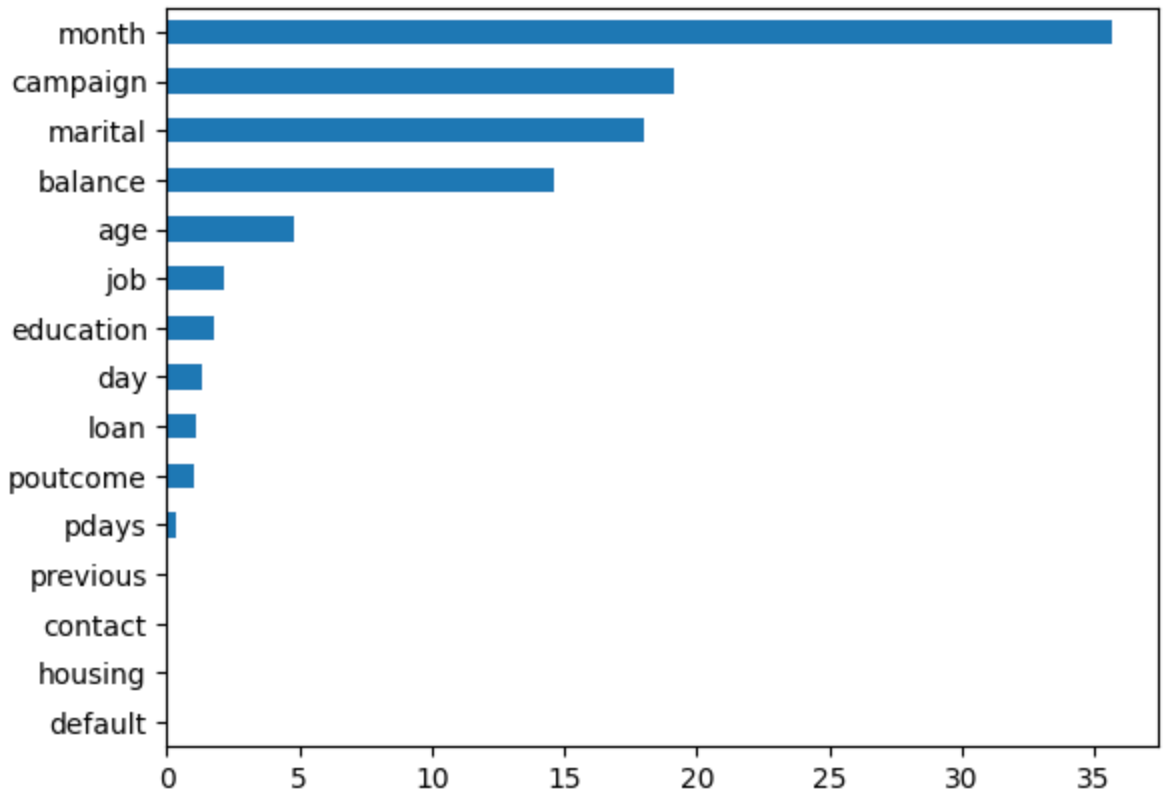 month
campaign
marital
balance
age
job
education
day
loan
poutcome
pdays
previous
contact
housing
default
0 5 10 15 20 25 30 35